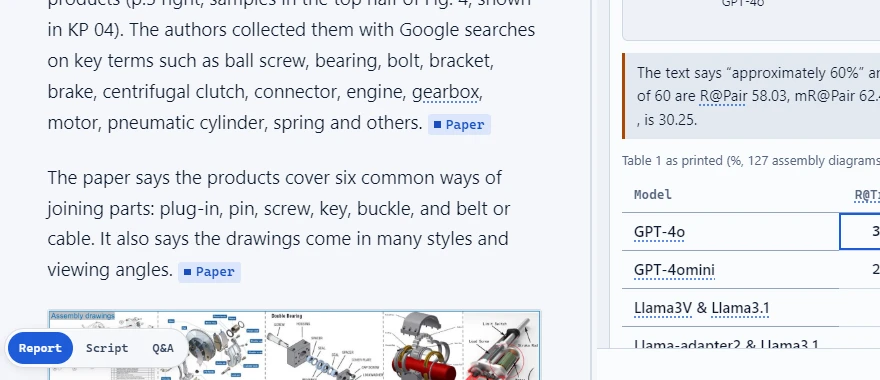 products (p.3 right, samples in the top half of Fig. 4, shown
in KP 04). The authors collected them with Google searches
on key terms such as ball screw, bearing, bolt, bracket,
brake, centrifugal clutch, connector, engine, gearbox,
motor, pneumatic cylinder, spring and others. Paper
The paper says the products cover six common ways of
joining parts: plug-in, pin, screw, key, buckle, and belt or
cable. It also says the drawings come in many styles and
viewing angles. Paper
Assembly drawings
Double Bearing
Report
Script
Q&A
GPT-4o
The text says “approximately 60%”
of 60 are R@Pair 58.03, mR@Pair
, is 30.25.
Table 1 as printed (%, 127 assembly diagrams
Model
GPT-4o 3
GPT-4omini 2
Llama3V & Llama3.1
Llama-adapter2 & Llama3.1